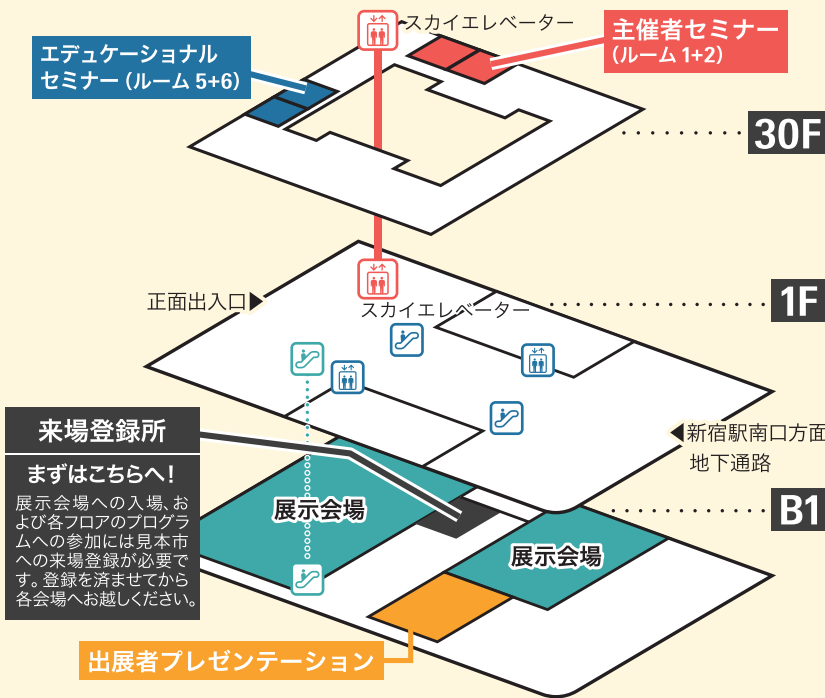 スカイエレベーター
主催者セミナー
(ルーム 1+2)
エデュケーショナル
セミナー（ルーム 5+6）
30F
正面出入口▶
スカイエレベーター
1F
来場登録所
まずはこちらへ！
展示会場への入場、お
よび各フロアのプログラ
ムへの参加には見本市
への来場登録が必要で
す。登録を済ませてから
各会場へお越しください。
◀新宿駅南口方面
地下通路
展示会場
B1
展示会場
出展者プレゼンテーション